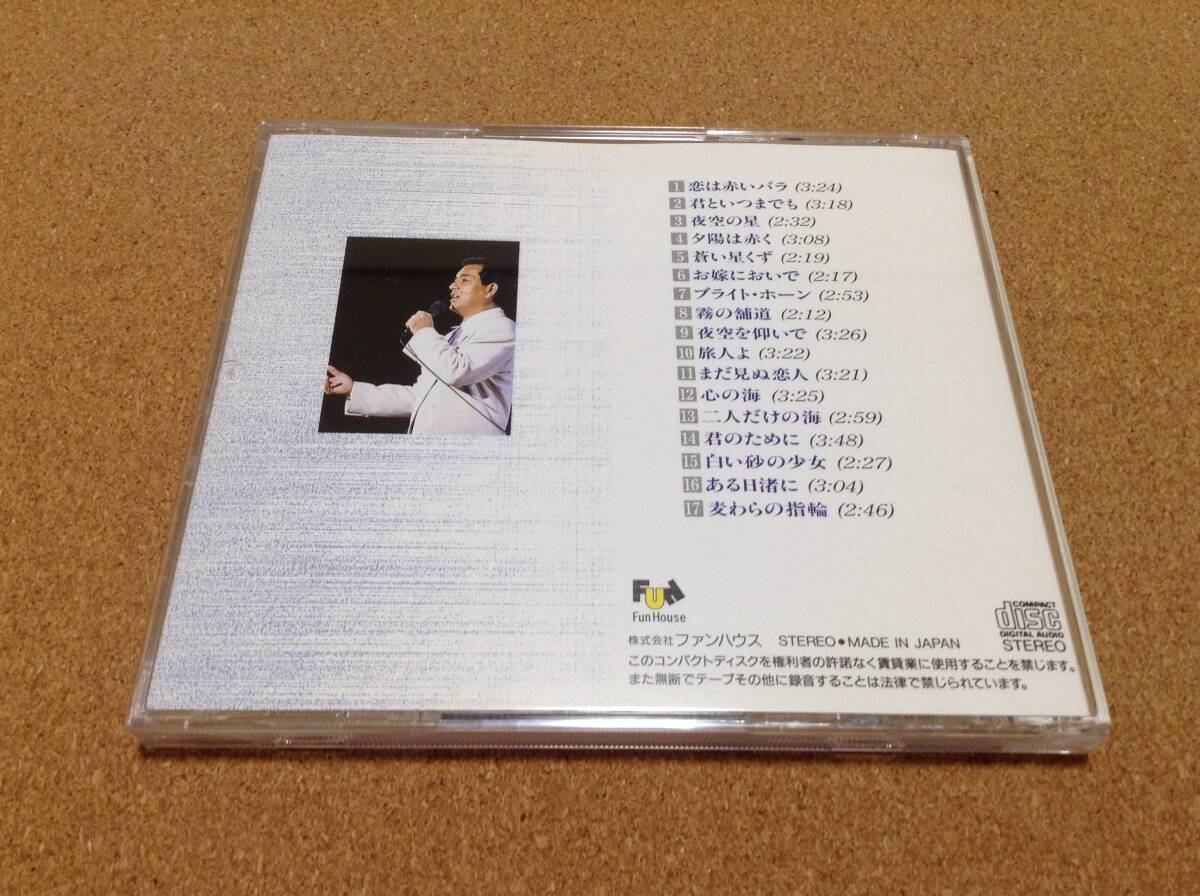 1 恋は赤いバラ (3:24)
2 君といつまでも (3:18)
3 夜空の星 (2:32)
4 夕陽は赤く (3:08)
5 蒼い星くず (2:19)
6 お嫁においで (2:17)
7 ブライト・ホーン (2:53)
8 霧の舗道 (2:12)
9 夜空を仰いで (3:26)
10 旅人よ (3:22)
11 まだ見ぬ恋人 (3:21)
12 心の海 (3:25)
13 二人だけの海 (2:59)
14 君のために (3:48)
15 白い砂の少女 (2:27)
16 ある日渚に (3:04)
17 麦わらの指輪 (2:46)
FUN
Fun House
COMPACT
disc
DIGITAL AUDIO
STEREO
株式会社ファンハウス STEREO●MADE IN JAPAN
このコンパクトディスクを権利者の許諾なく賃貸業に使用することを禁じます。
また無断でテープその他に録音することは法律で禁じられています。